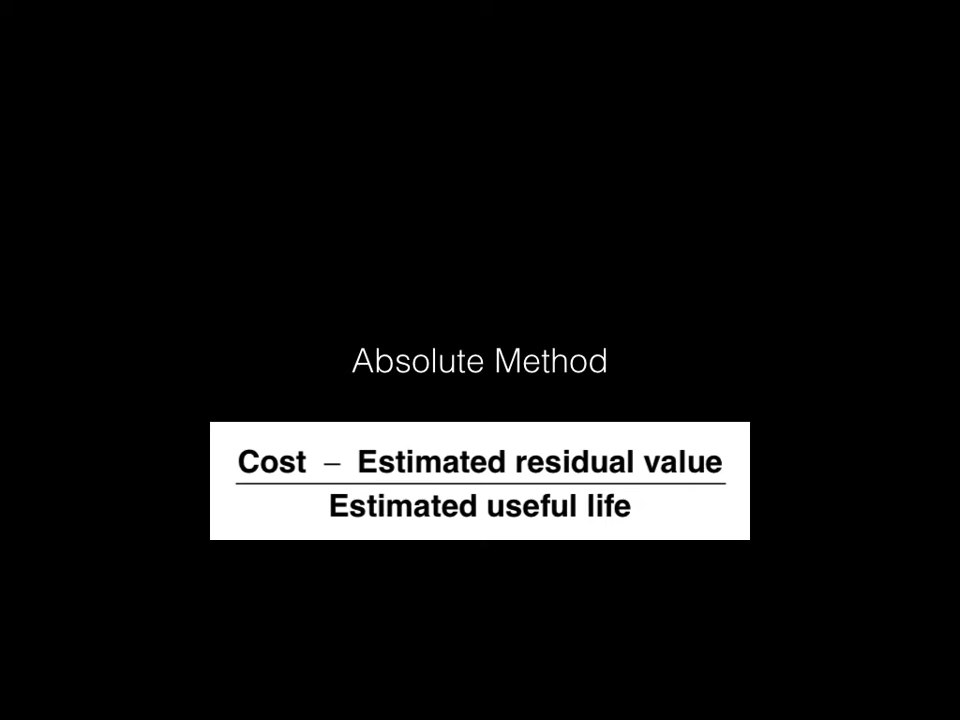 Absolute Method
Cost – Estimated residual value
Estimated useful life